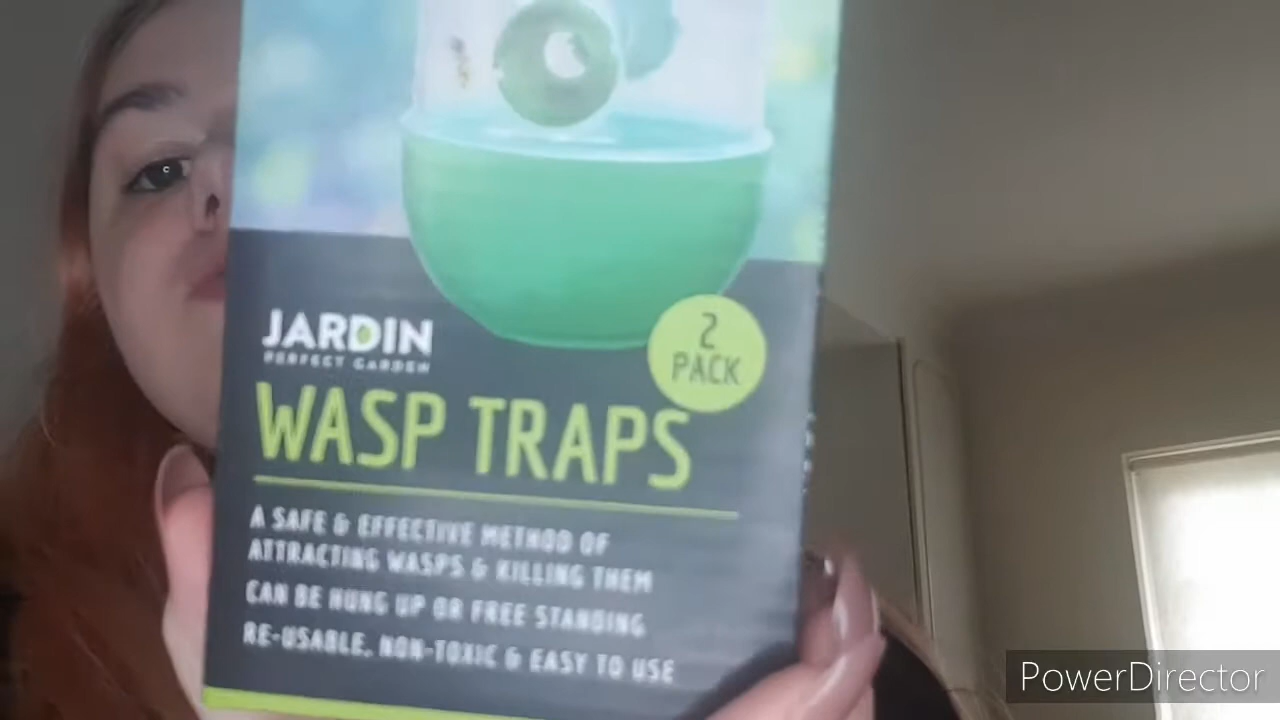 JARDIN
PERFECT GARDEN
2
PACK
WASP TRAPS
A SAFE & EFFECTIVE METHOD OF
ATTRACTING WASPS & KILLING THEM
CAN BE HUNG UP OR FREE STANDING
RE-USABLE, NON-TOXIC & EASY TO USE
PowerDirector